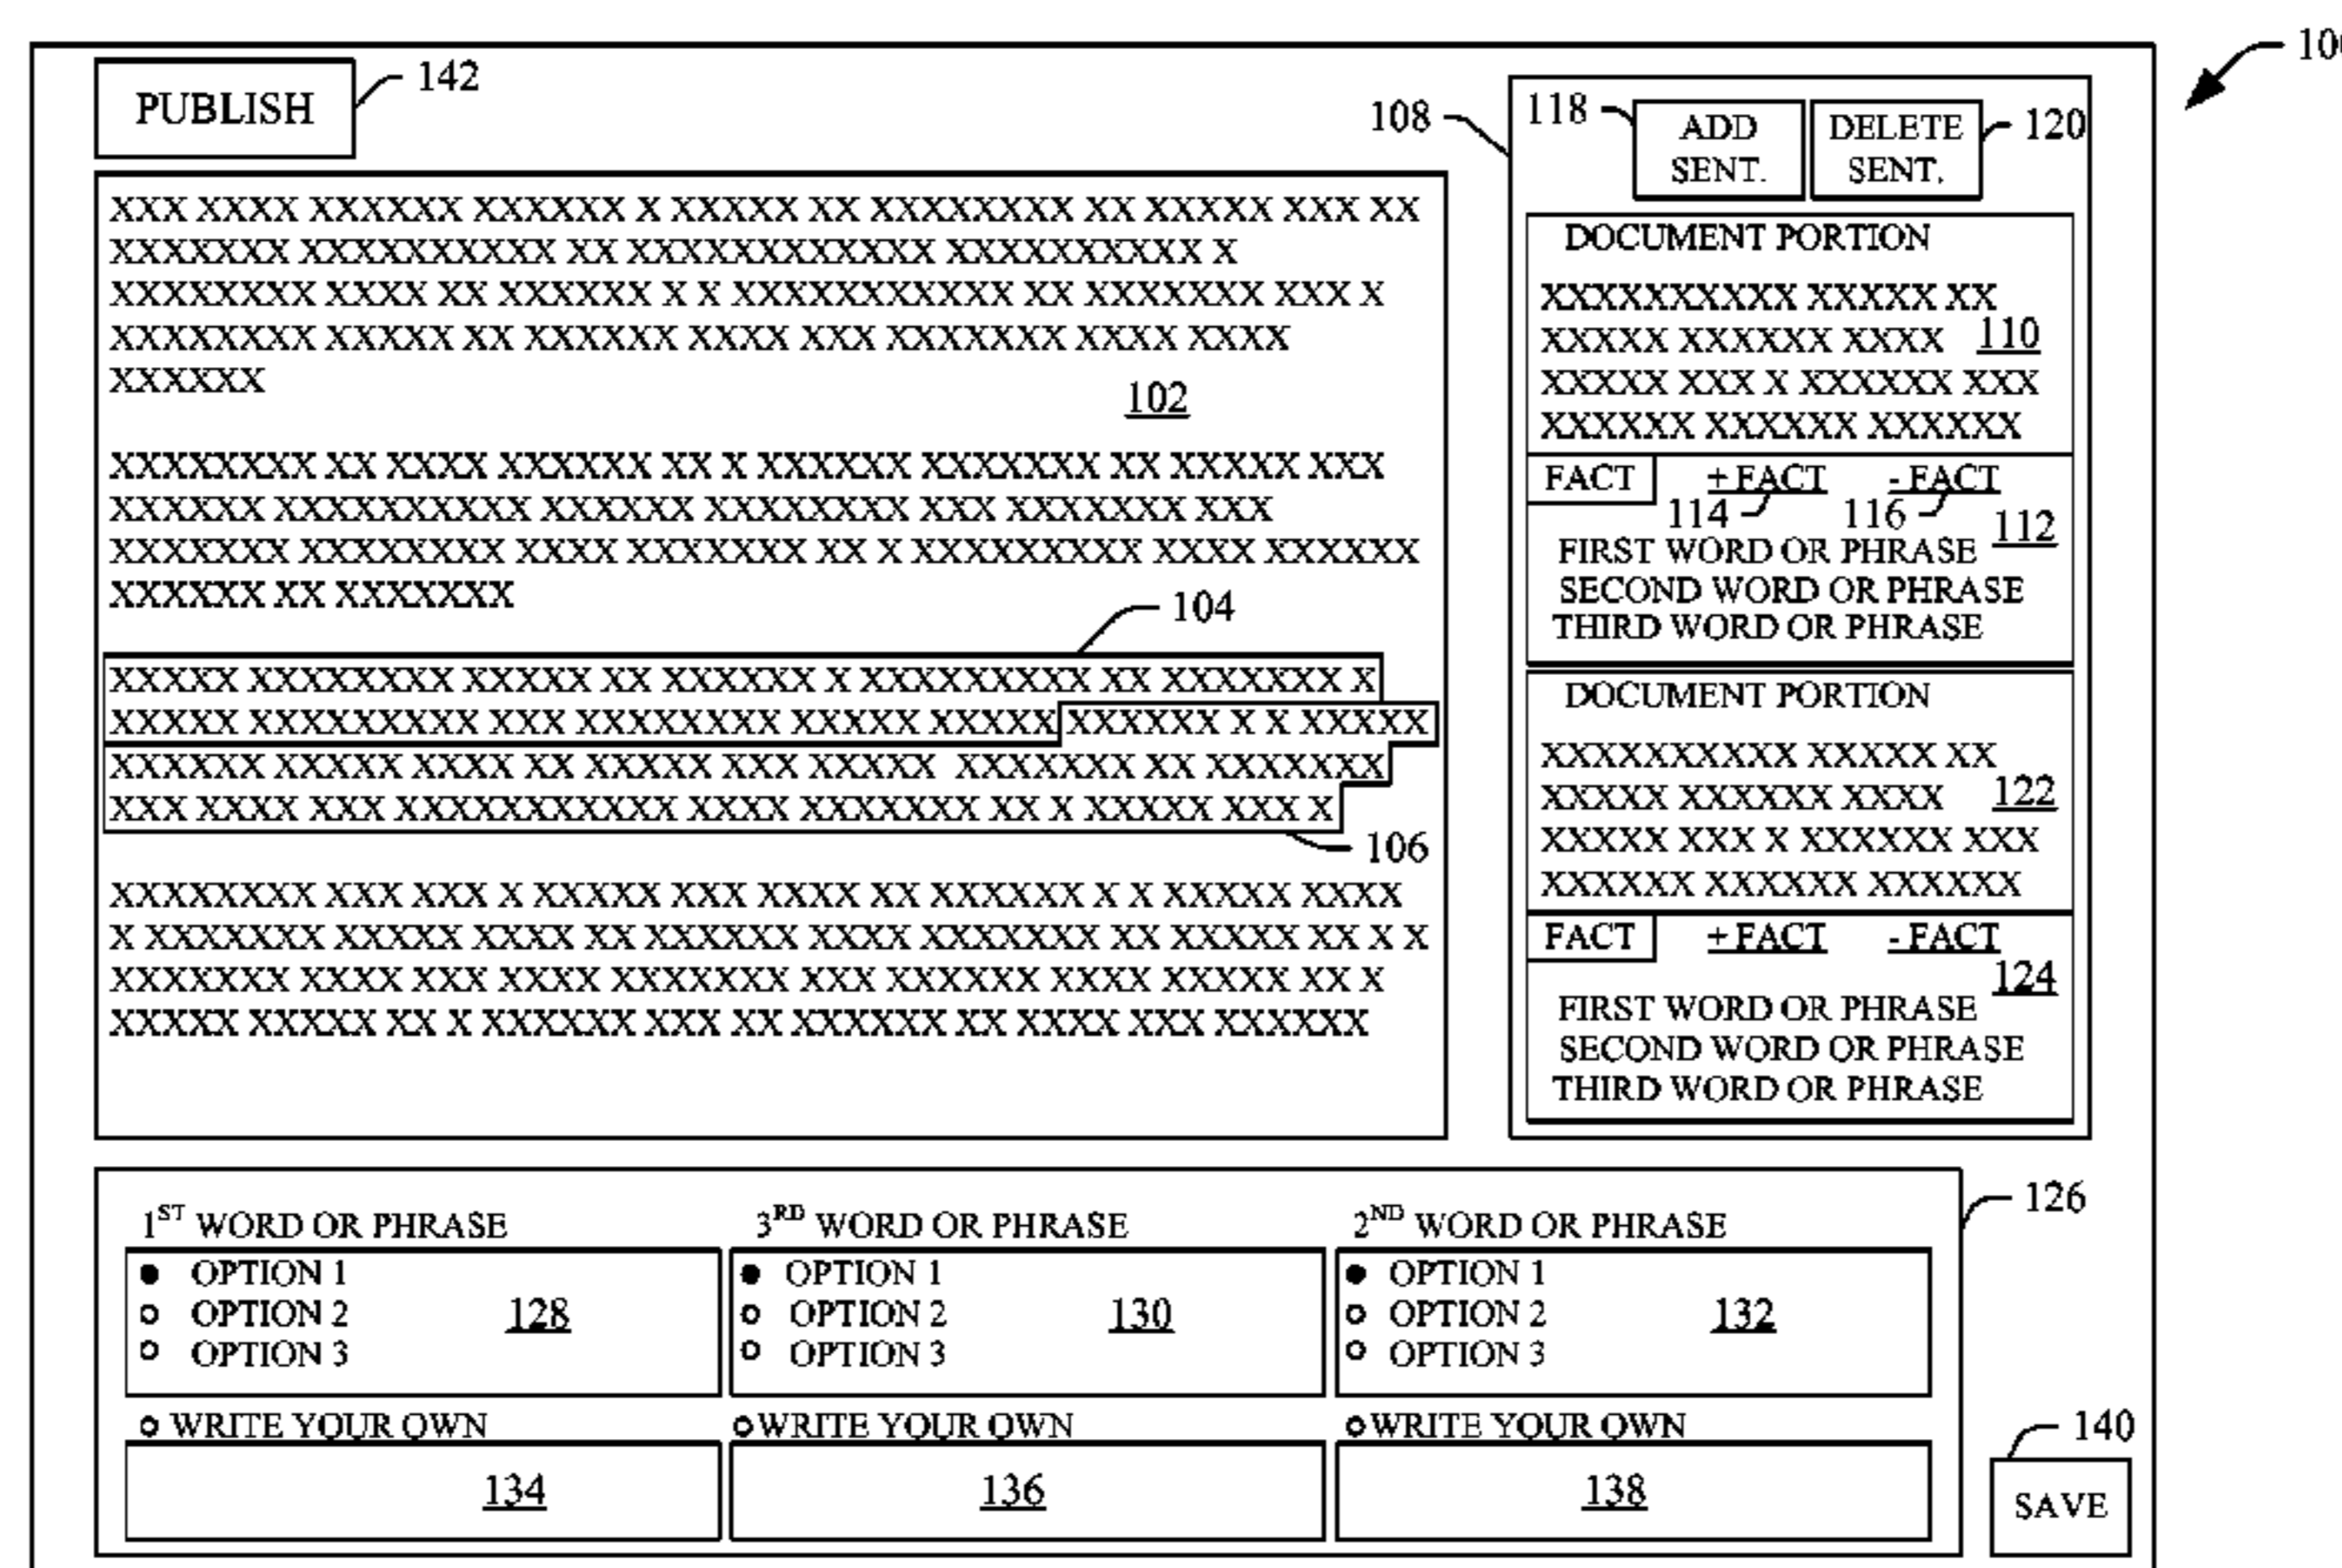 PUBLISH
142
10
108
118
ADD
SENT.
DELETE
SENT.
120
XXX XXXX XXXXXX XXXXXX X XXXXX XX XXXXXXXX XX XXXXX XXX XX
XXXXXXX XXXXXXXXXX XX XXXXXXXXXXXX XXXXXXXXXX X
XXXXXXXX XXXX XX XXXXXX X X XXXXXXXXXXX XX XXXXXXX XXX X
XXXXXXXX XXXXX XX XXXXXX XXXX XXX XXXXXXX XXXX XXXX
XXXXXX
102
XXXXXXXX XX XXXX XXXXXX XX X XXXXXX XXXXXXX XX XXXXX XXX
XXXXXX XXXXXXXXXX XXXXXX XXXXXXXX XXX XXXXXXX XXX
XXXXXXX XXXXXXXX XXXX XXXXXXX XX X XXXXXXXXX XXXX XXXXXX
XXXXXX XX XXXXXXX
104
XXXXX XXXXXXXX XXXXX XX XXXXXX X XXXXXXXXX XX XXXXXXX X
XXXXX XXXXXXXXX XXX XXXXXXXX XXXXX XXXXX XXXXXX X X XXXXX
XXXXXX XXXXX XXXX XX XXXXX XXX XXXXX XXXXXXX XX XXXXXXX
XXX XXXX XXX XXXXXXXXXXX XXXX XXXXXXX XX X XXXXX XXX X
106
XXXXXXXX XXX XXX X XXXXX XXX XXXX XX XXXXXX X X XXXXX XXXX
X XXXXXXX XXXXX XXXX XX XXXXXX XXXX XXXXXXX XX XXXXX XX X X
XXXXXXX XXXX XXX XXXX XXXXXXX XXX XXXXXX XXXX XXXXX XX X
XXXXX XXXXX XX X XXXXXX XXX XX XXXXXX XX XXXX XXX XXXXXX
DOCUMENT PORTION
XXXXXXXXXX XXXXX XX
XXXXX XXXXXX XXXX 110
XXXXX XXX X XXXXXX XXX
XXXXXX XXXXXX XXXXXX
FACT + FACT - FACT
114 116 112
FIRST WORD OR PHRASE
SECOND WORD OR PHRASE
THIRD WORD OR PHRASE
DOCUMENT PORTION
XXXXXXXXXX XXXXX XX
XXXXX XXXXXX XXXX 122
XXXXX XXX X XXXXXX XXX
XXXXXX XXXXXX XXXXXX
FACT + FACT - FACT
124
FIRST WORD OR PHRASE
SECOND WORD OR PHRASE
THIRD WORD OR PHRASE
126
1ST WORD OR PHRASE
OPTION 1
OPTION 2
OPTION 3
128
WRITE YOUR OWN
134
3RD WORD OR PHRASE
OPTION 1
OPTION 2
OPTION 3
130
WRITE YOUR OWN
136
2ND WORD OR PHRASE
OPTION 1
OPTION 2
OPTION 3
132
WRITE YOUR OWN
138
140
SAVE